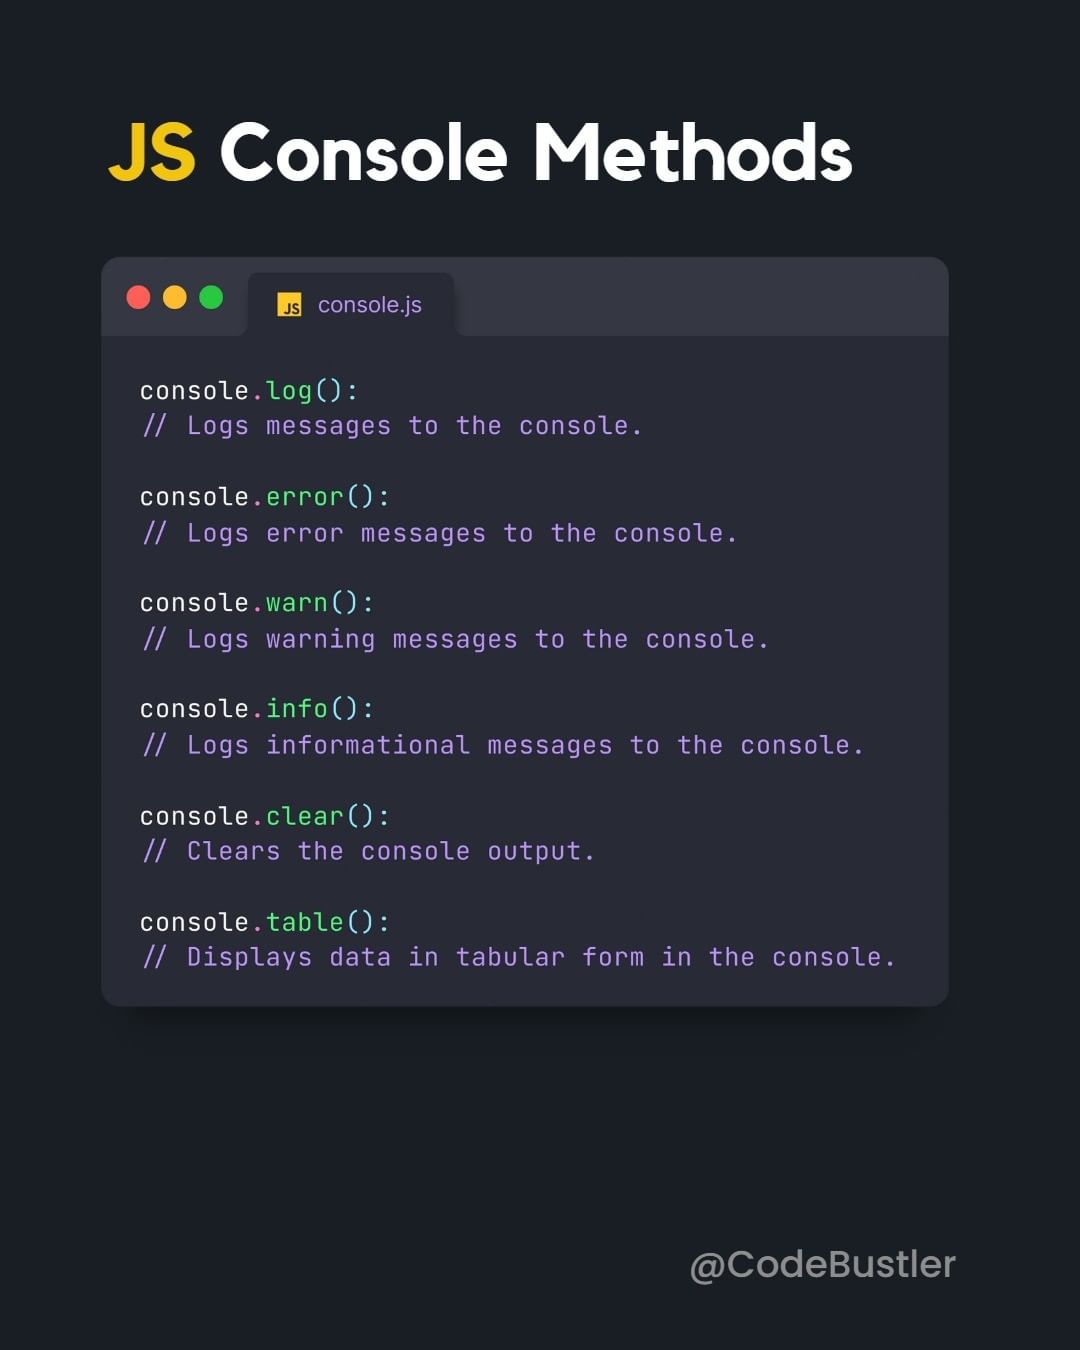 JS Console Methods
JS console.js
console.log():
// Logs messages to the console.
console.error():
// Logs error messages to the console.
console.warn():
// Logs warning messages to the console.
console.info():
// Logs informational messages to the console.
console.clear():
// Clears the console output.
console.table():
// Displays data in tabular form in the console.
@CodeBustler